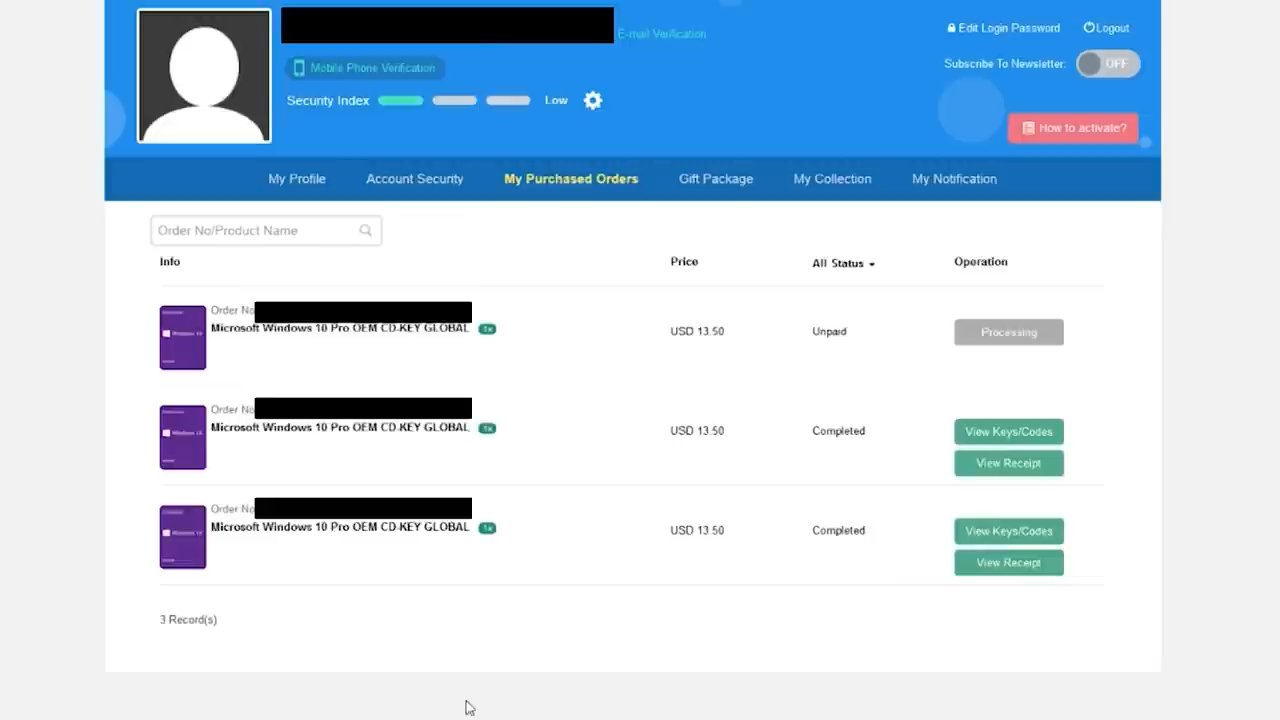 E-mail Verification
Edit Login Password
Logout
Mobile Phone Verification
Subscribe To Newsletter:
OFF
Security Index
Low
How to activate?
My Profile
Account Security
My Purchased Orders
Gift Package
My Collection
My Notification
Order No/Product Name
Info
Price
All Status
Operation
Order No
Microsoft Windows 10 Pro OEM CD-KEY GLOBAL
1x
USD 13.50
Unpaid
Processing
Order No
Microsoft Windows 10 Pro OEM CD-KEY GLOBAL
1x
USD 13.50
Completed
View Keys/Codes
View Receipt
Order No
Microsoft Windows 10 Pro OEM CD-KEY GLOBAL
1x
USD 13.50
Completed
View Keys/Codes
View Receipt
3 Record(s)